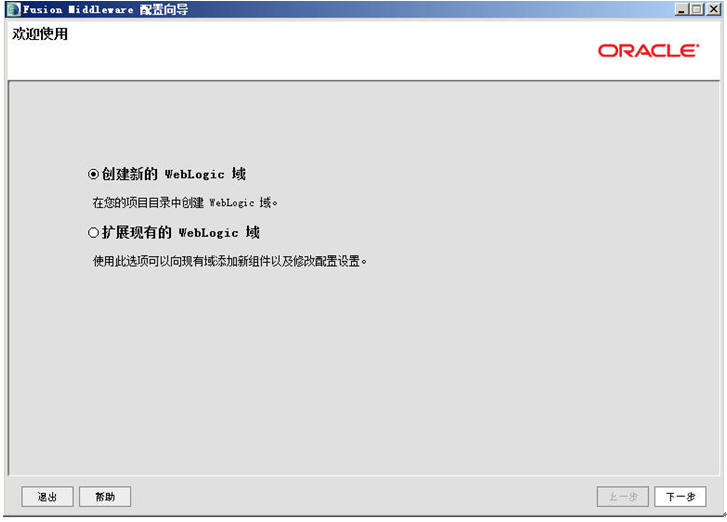 Fusion Middleware 配置向导
欢迎使用
ORACLE
创建新的 WebLogic 域
在您的项目目录中创建 WebLogic 域。
扩展现有的 WebLogic 域
使用此选项可以向现有域添加新组件以及修改配置设置。
退出 帮助 上一步 下一步